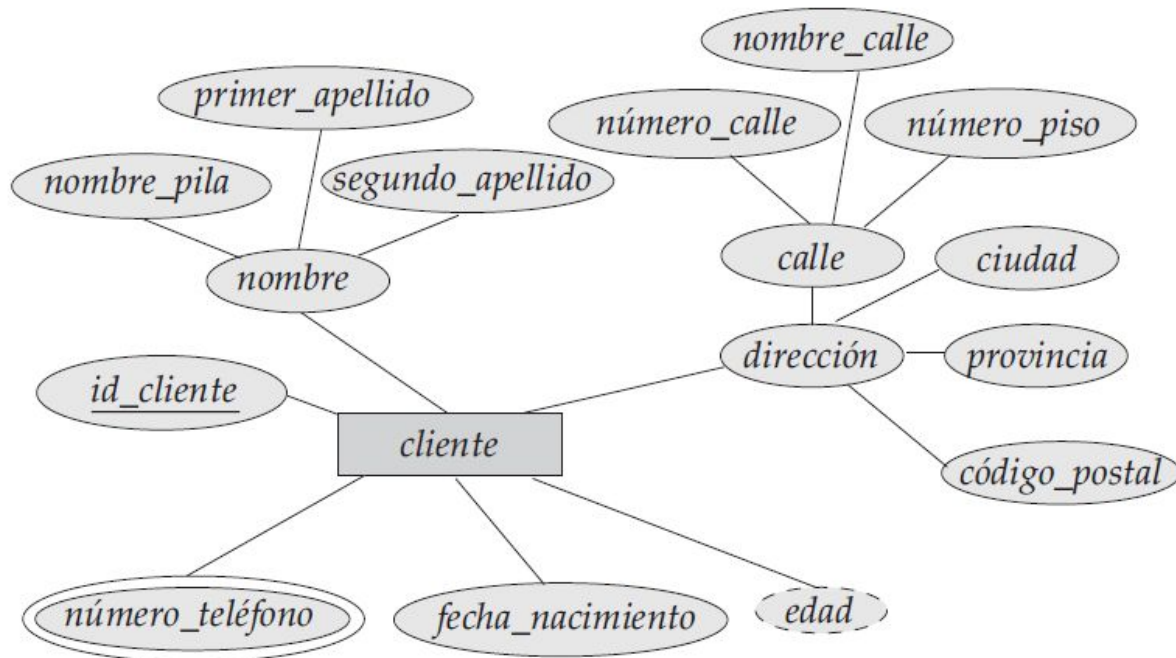 nombre_calle
primer_apellido
número_calle
número_piso
nombre_pila
segundo_apellido
nombre
calle
ciudad
dirección
provincia
id_cliente
cliente
código_postal
número_teléfono
fecha_nacimiento
edad